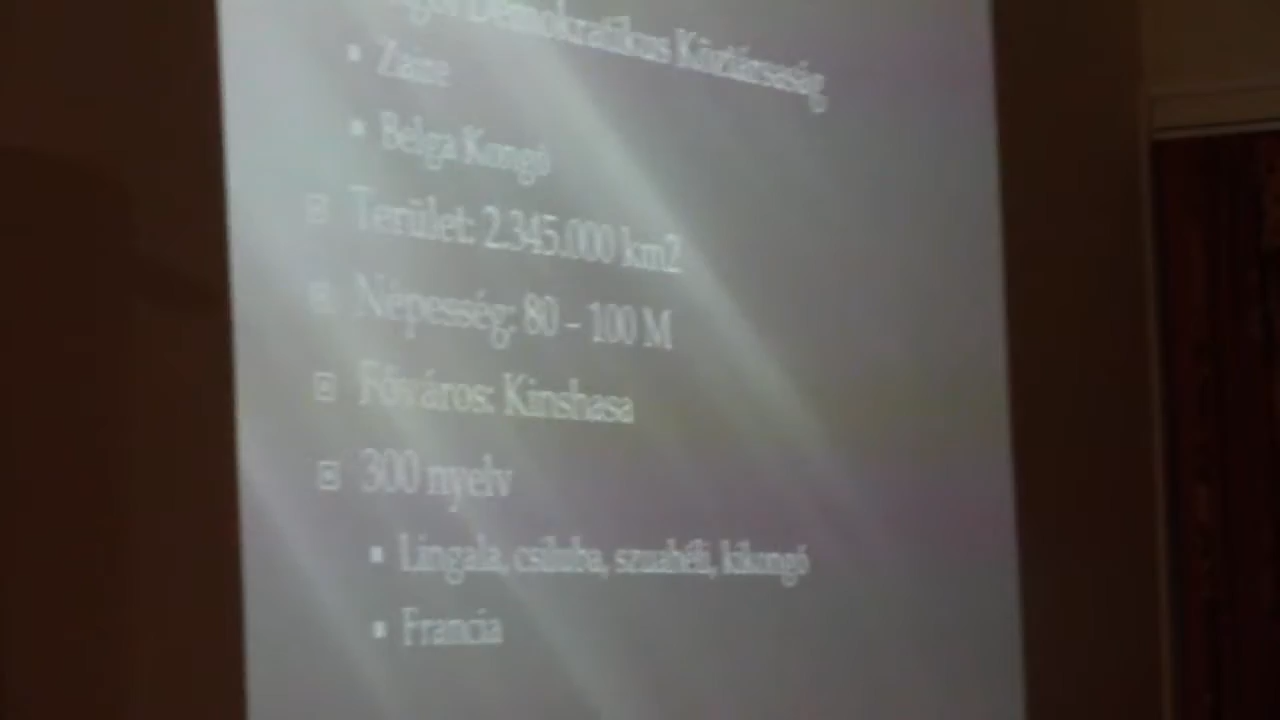 Demokratikus Köztársaság
Zaire
Belga Kongó
Terület: 2.345.000 km2
Népesség: 80 – 100 M
Főváros: Kinshasa
300 nyelv
Lingala, csiluba, szuahéli, kikongó
Francia